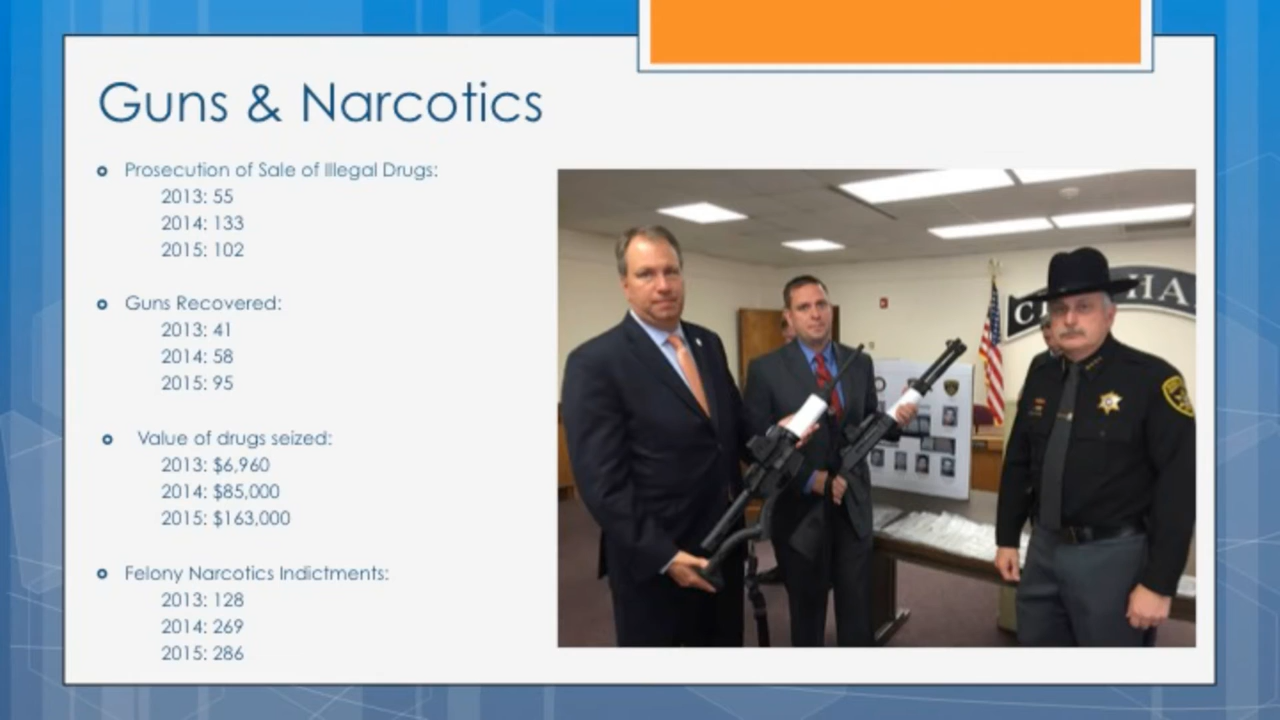 Guns & Narcotics
Prosecution of Sale of Illegal Drugs:
2013: 55
2014: 133
2015: 102
Guns Recovered:
2013: 41
2014: 58
2015: 95
Value of drugs seized:
2013: $6,960
2014: $85,000
2015: $163,000
Felony Narcotics Indictments:
2013: 128
2014: 269
2015: 286